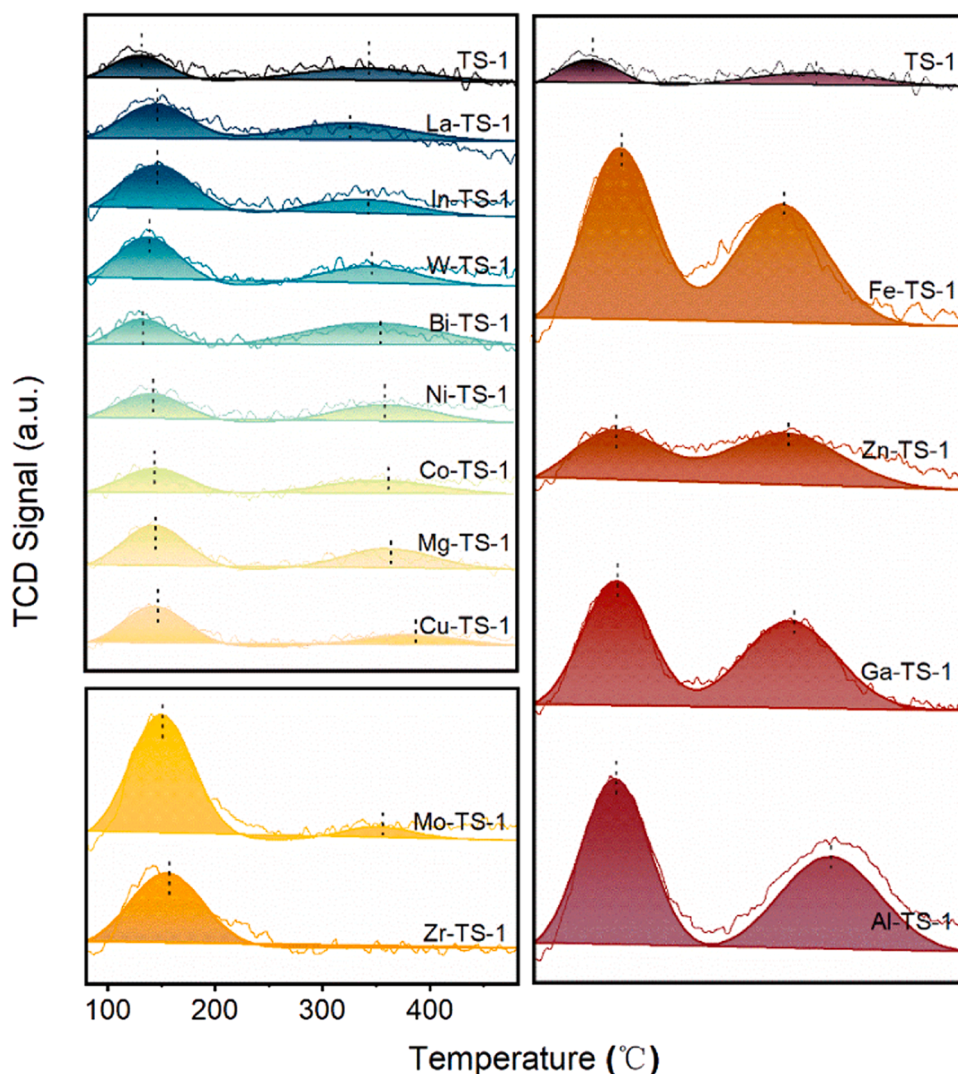 TCD Signal (a.u.)
TS-1
La-TS-1
In-TS-1
W-TS-1
Bi-TS-1
Ni-TS-1
Co-TS-1
Mg-TS-1
Cu-TS-1
Mo-TS-1
Zr-TS-1
100 200 300 400
TS-1
Fe-TS-1
Zn-TS-1
Ga-TS-1
Al-TS-1
Temperature (℃)